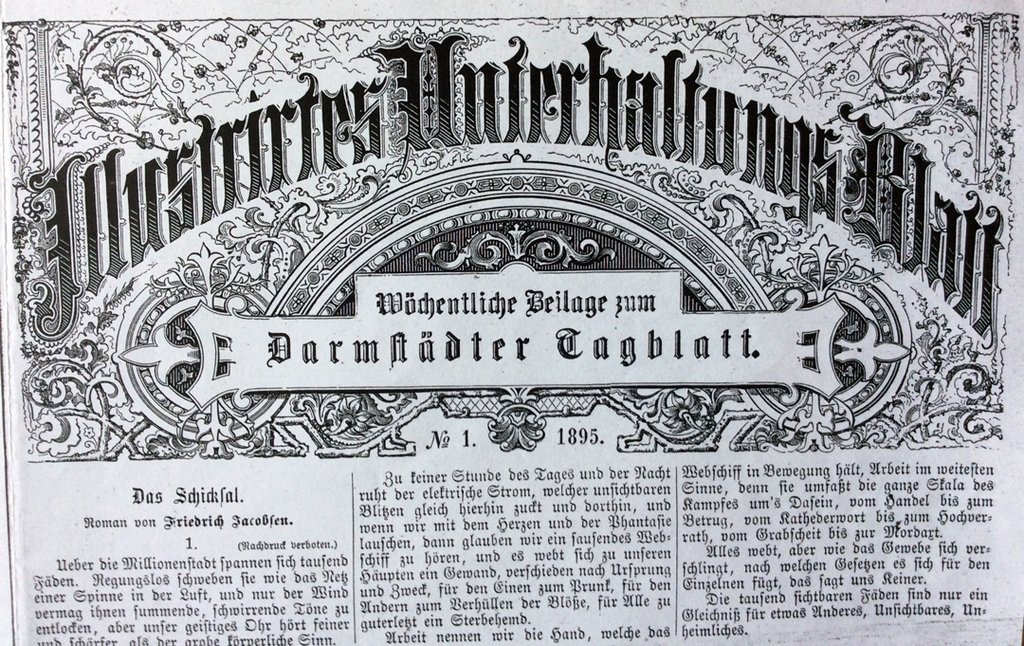 Illustrirtes Unterhaltungs-Blatt
Wöchentliche Beilage zum
Darmstädter Tagblatt.
№ 1. 1895.
Das Schicksal.
Roman von Friedrich Jacobsen.
1. (Nachdruck verboten.)
Ueber die Millionenstadt spannen sich tausend
Fäden. Regungslos schweben sie wie das Netz
einer Spinne in der Luft, und nur der Wind
vermag ihnen summende, schwirrende Töne zu
entlocken, aber unser geistiges Ohr hört feiner
und schärfer als der grobe körperliche Sinn.
Zu keiner Stunde des Tages und der Nacht
ruht der elektrische Strom, welcher unsichtbaren
Blitzen gleich hierhin zuckt und dorthin, und
wenn wir mit dem Herzen und der Phantasie
lauschen, dann glauben wir ein sausendes Web-
schiff zu hören, und es webt sich zu unseren
Häupten ein Gewand, verschieden nach Ursprung
und Zweck, für den Einen zum Prunk, für den
Andern zum Verhüllen der Blöße, für Alle zu
guterletzt ein Sterbehemd.
Arbeit nennen wir die Hand, welche das
Webschiff in Bewegung hält, Arbeit im weitesten
Sinne, denn sie umfaßt die ganze Skala des
Kampfes um's Dasein, vom Handel bis zum
Betrug, vom Kathederwort bis zum Hochver-
rath, vom Grabscheit bis zur Mordaxt.
Alles webt, aber wie das Gewebe sich ver-
schlingt, nach welchen Gesetzen es sich für den
Einzelnen fügt, das sagt uns Keiner.
Die tausend sichtbaren Fäden sind nur ein
Gleichniß für etwas Anderes, Unsichtbares, Un-
heimliches.